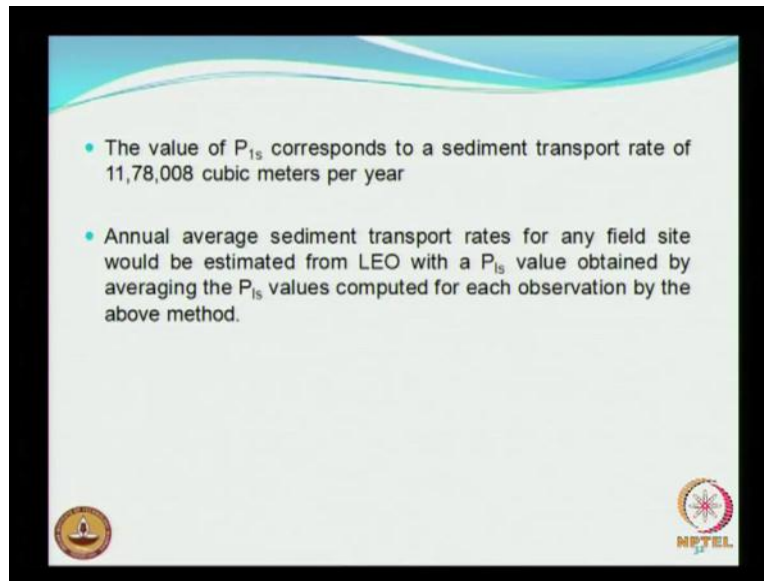 • The value of P1s corresponds to a sediment transport rate of
11,78,008 cubic meters per year
• Annual average sediment transport rates for any field site
would be estimated from LEO with a Pls value obtained by
averaging the Pls values computed for each observation by the
above method.
NPTEL